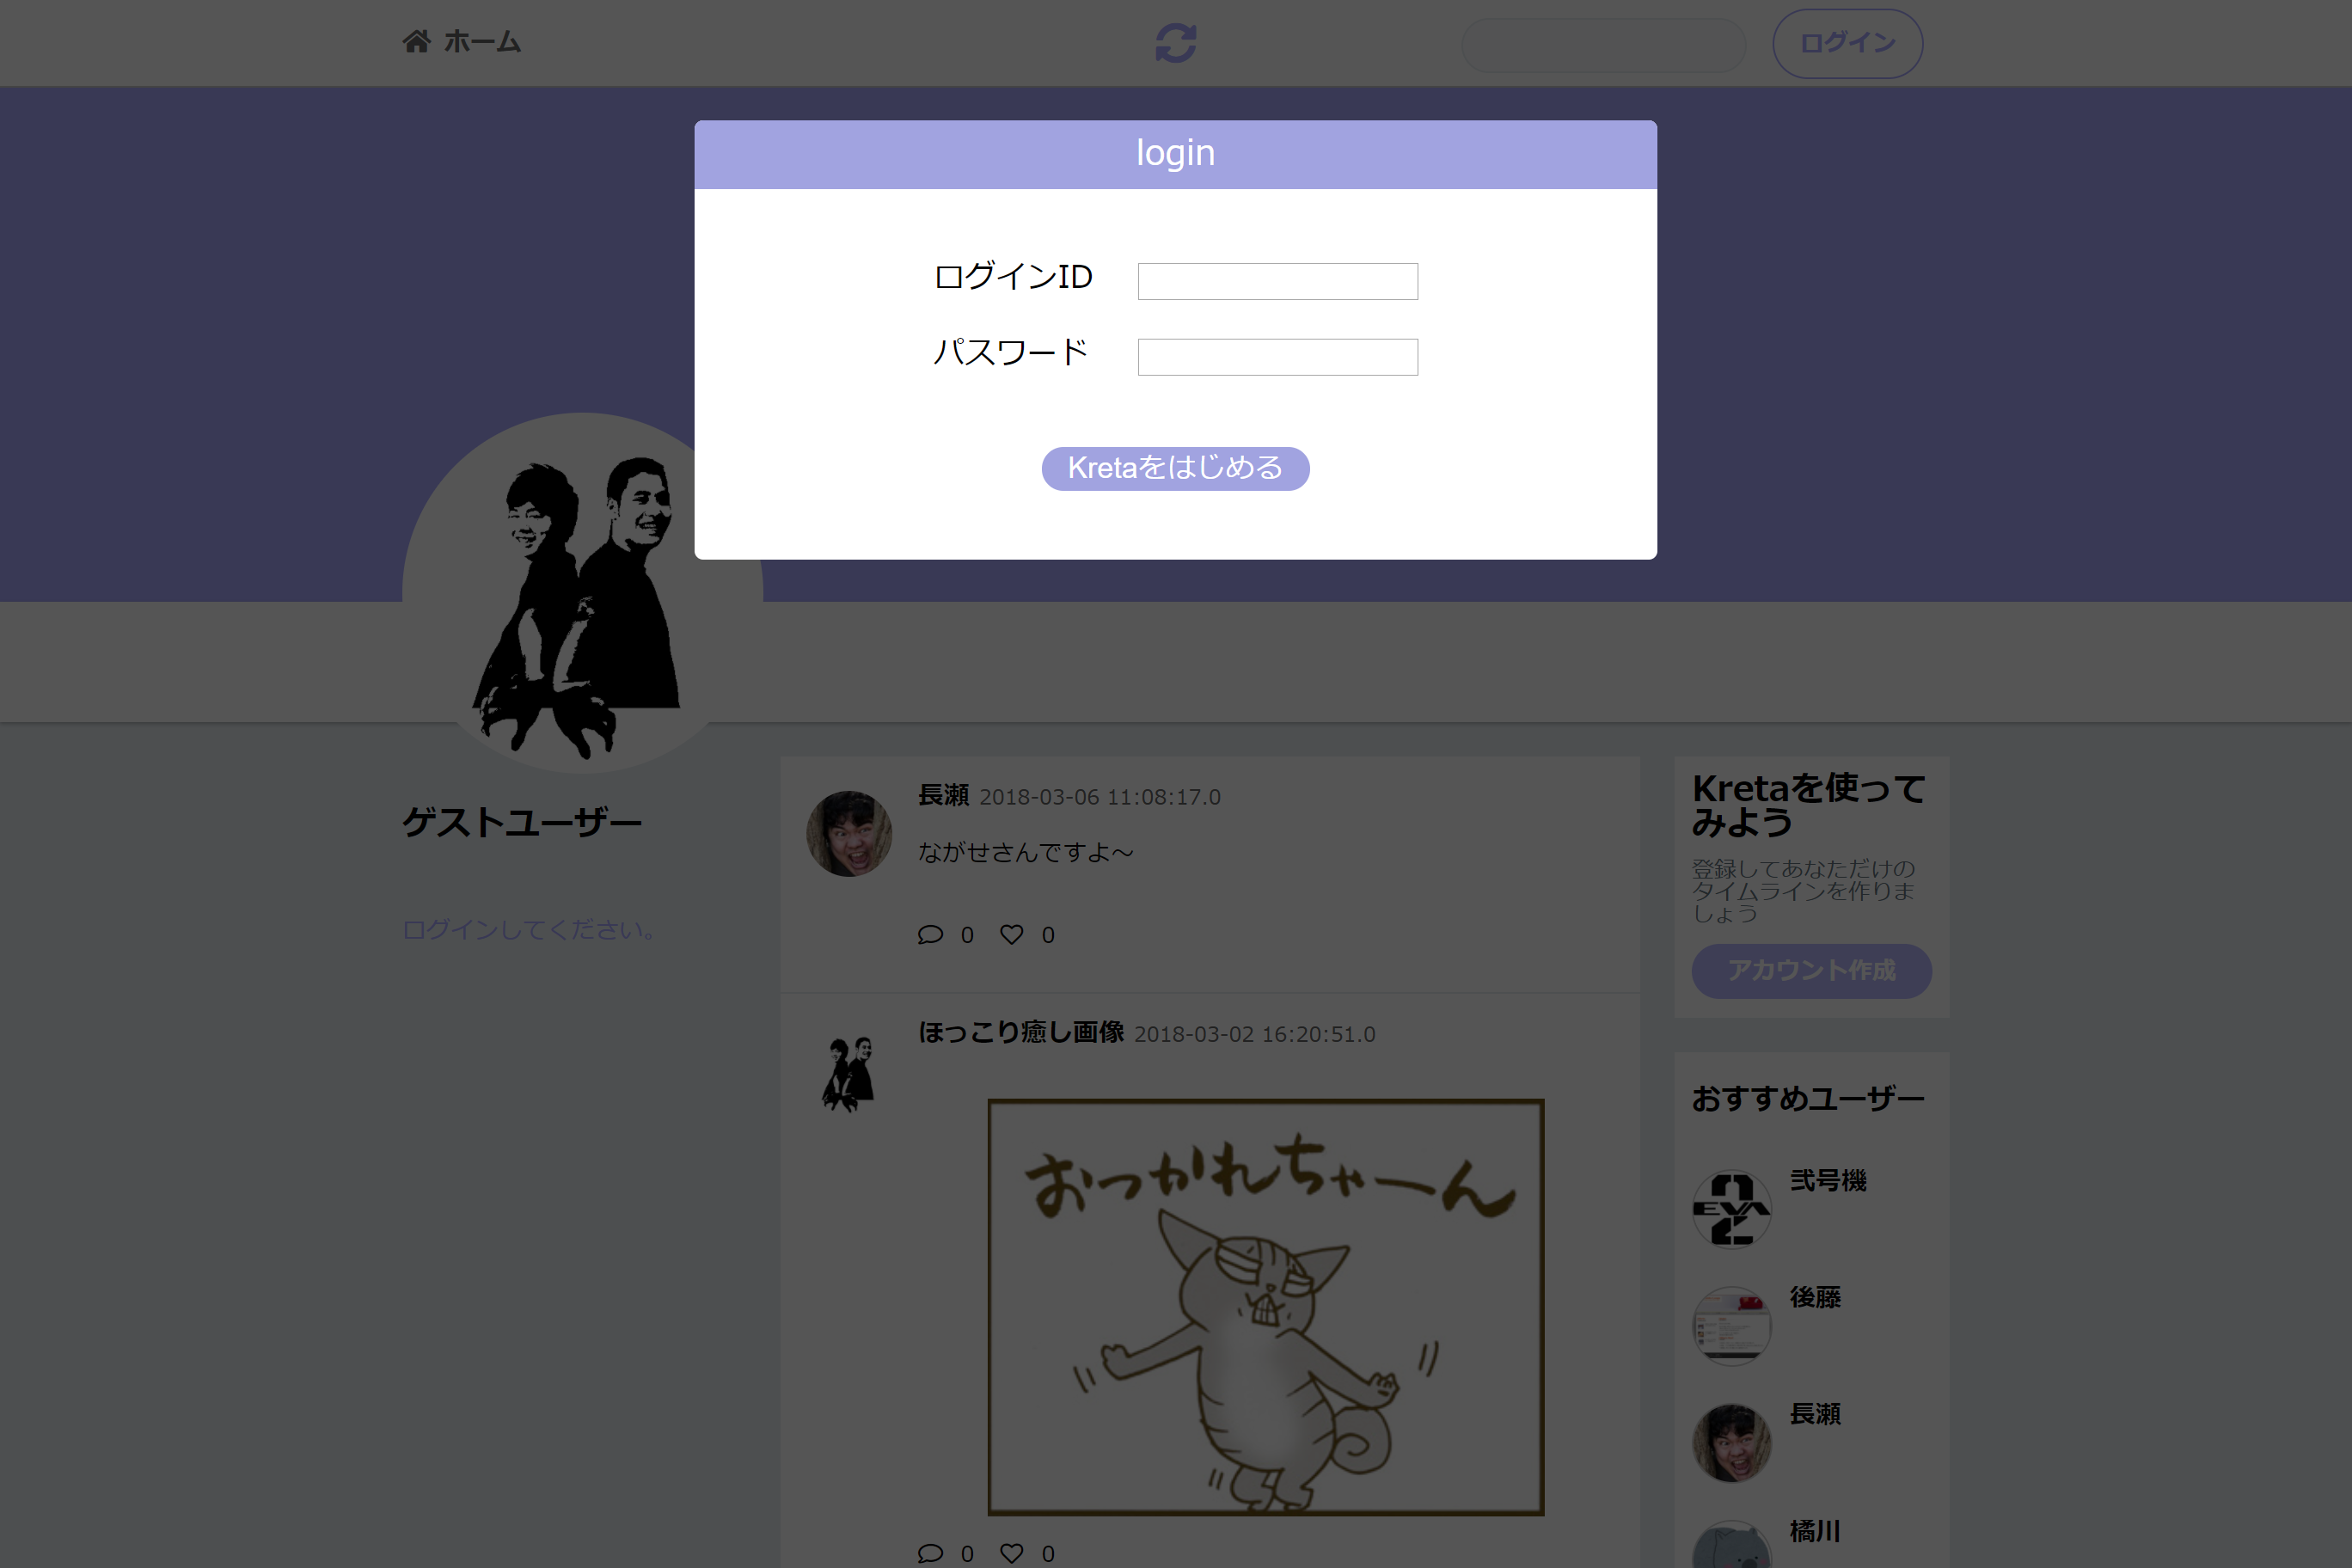 ホーム
ログイン
login
ログインID
パスワード
Kretaをはじめる
ゲストユーザー
ログインしてください。
長瀬 2018-03-06 11:08:17.0
ながせさんですよ～
0 0
ほっこり癒し画像 2018-03-02 16:20:51.0
おつかれちゃーん
0 0
Kretaを使って
みよう
登録してあなただけの
タイムラインを作りま
しょう
アカウント作成
おすすめユーザー
弐号機
EVA
2
後藤
長瀬
橘川